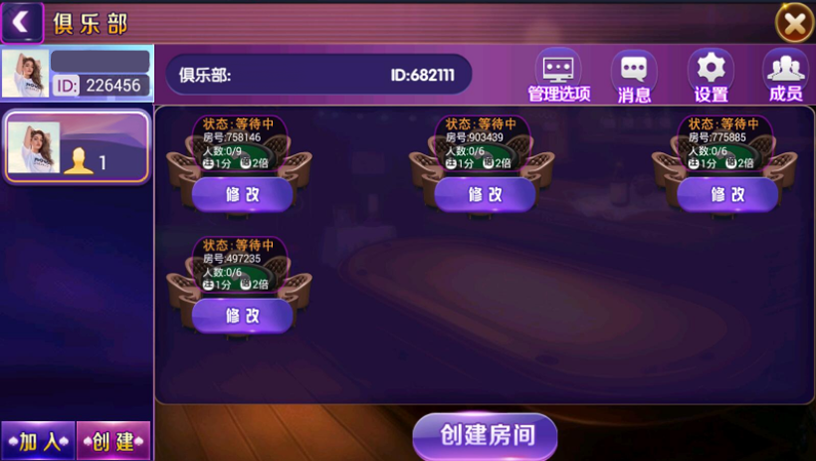 俱乐部
ID: 226456
俱乐部:
ID:682111
管理选项
消息
设置
成员
1
状态:等待中
房号:758146
人数:0/9
注1分 倍2倍
修改
状态:等待中
房号:903439
人数:0/6
注1分 2倍
修改
状态:等待中
房号:775885
人数:0/6
注1分 2倍
修改
状态:等待中
房号:497235
人数:0/6
注1分 2倍
修改
加入
创建
创建房间